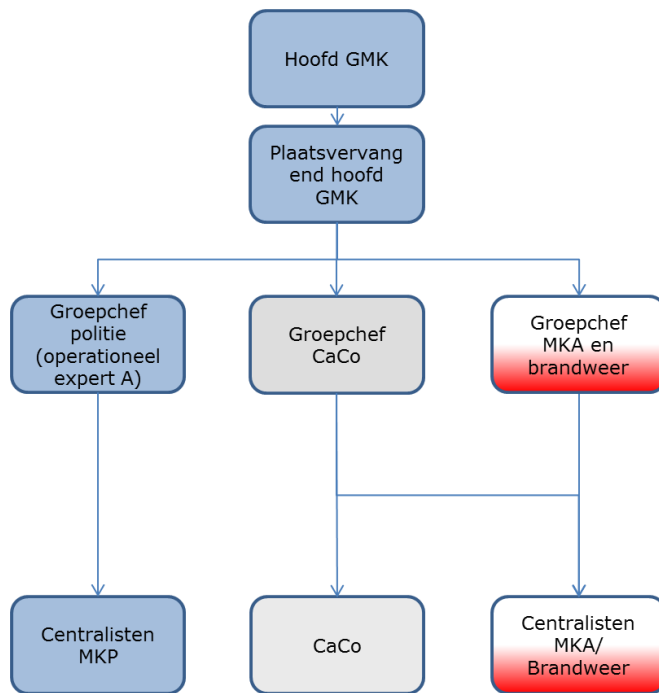 Hoofd GMK
Plaatsvervang
end hoofd
GMK
Groepchef
politie
(operationeel
expert A)
Groepchef
CaCo
Groepchef
MKA en
brandweer
Centralisten
MKP
CaCo
Centralisten
MKA/
Brandweer